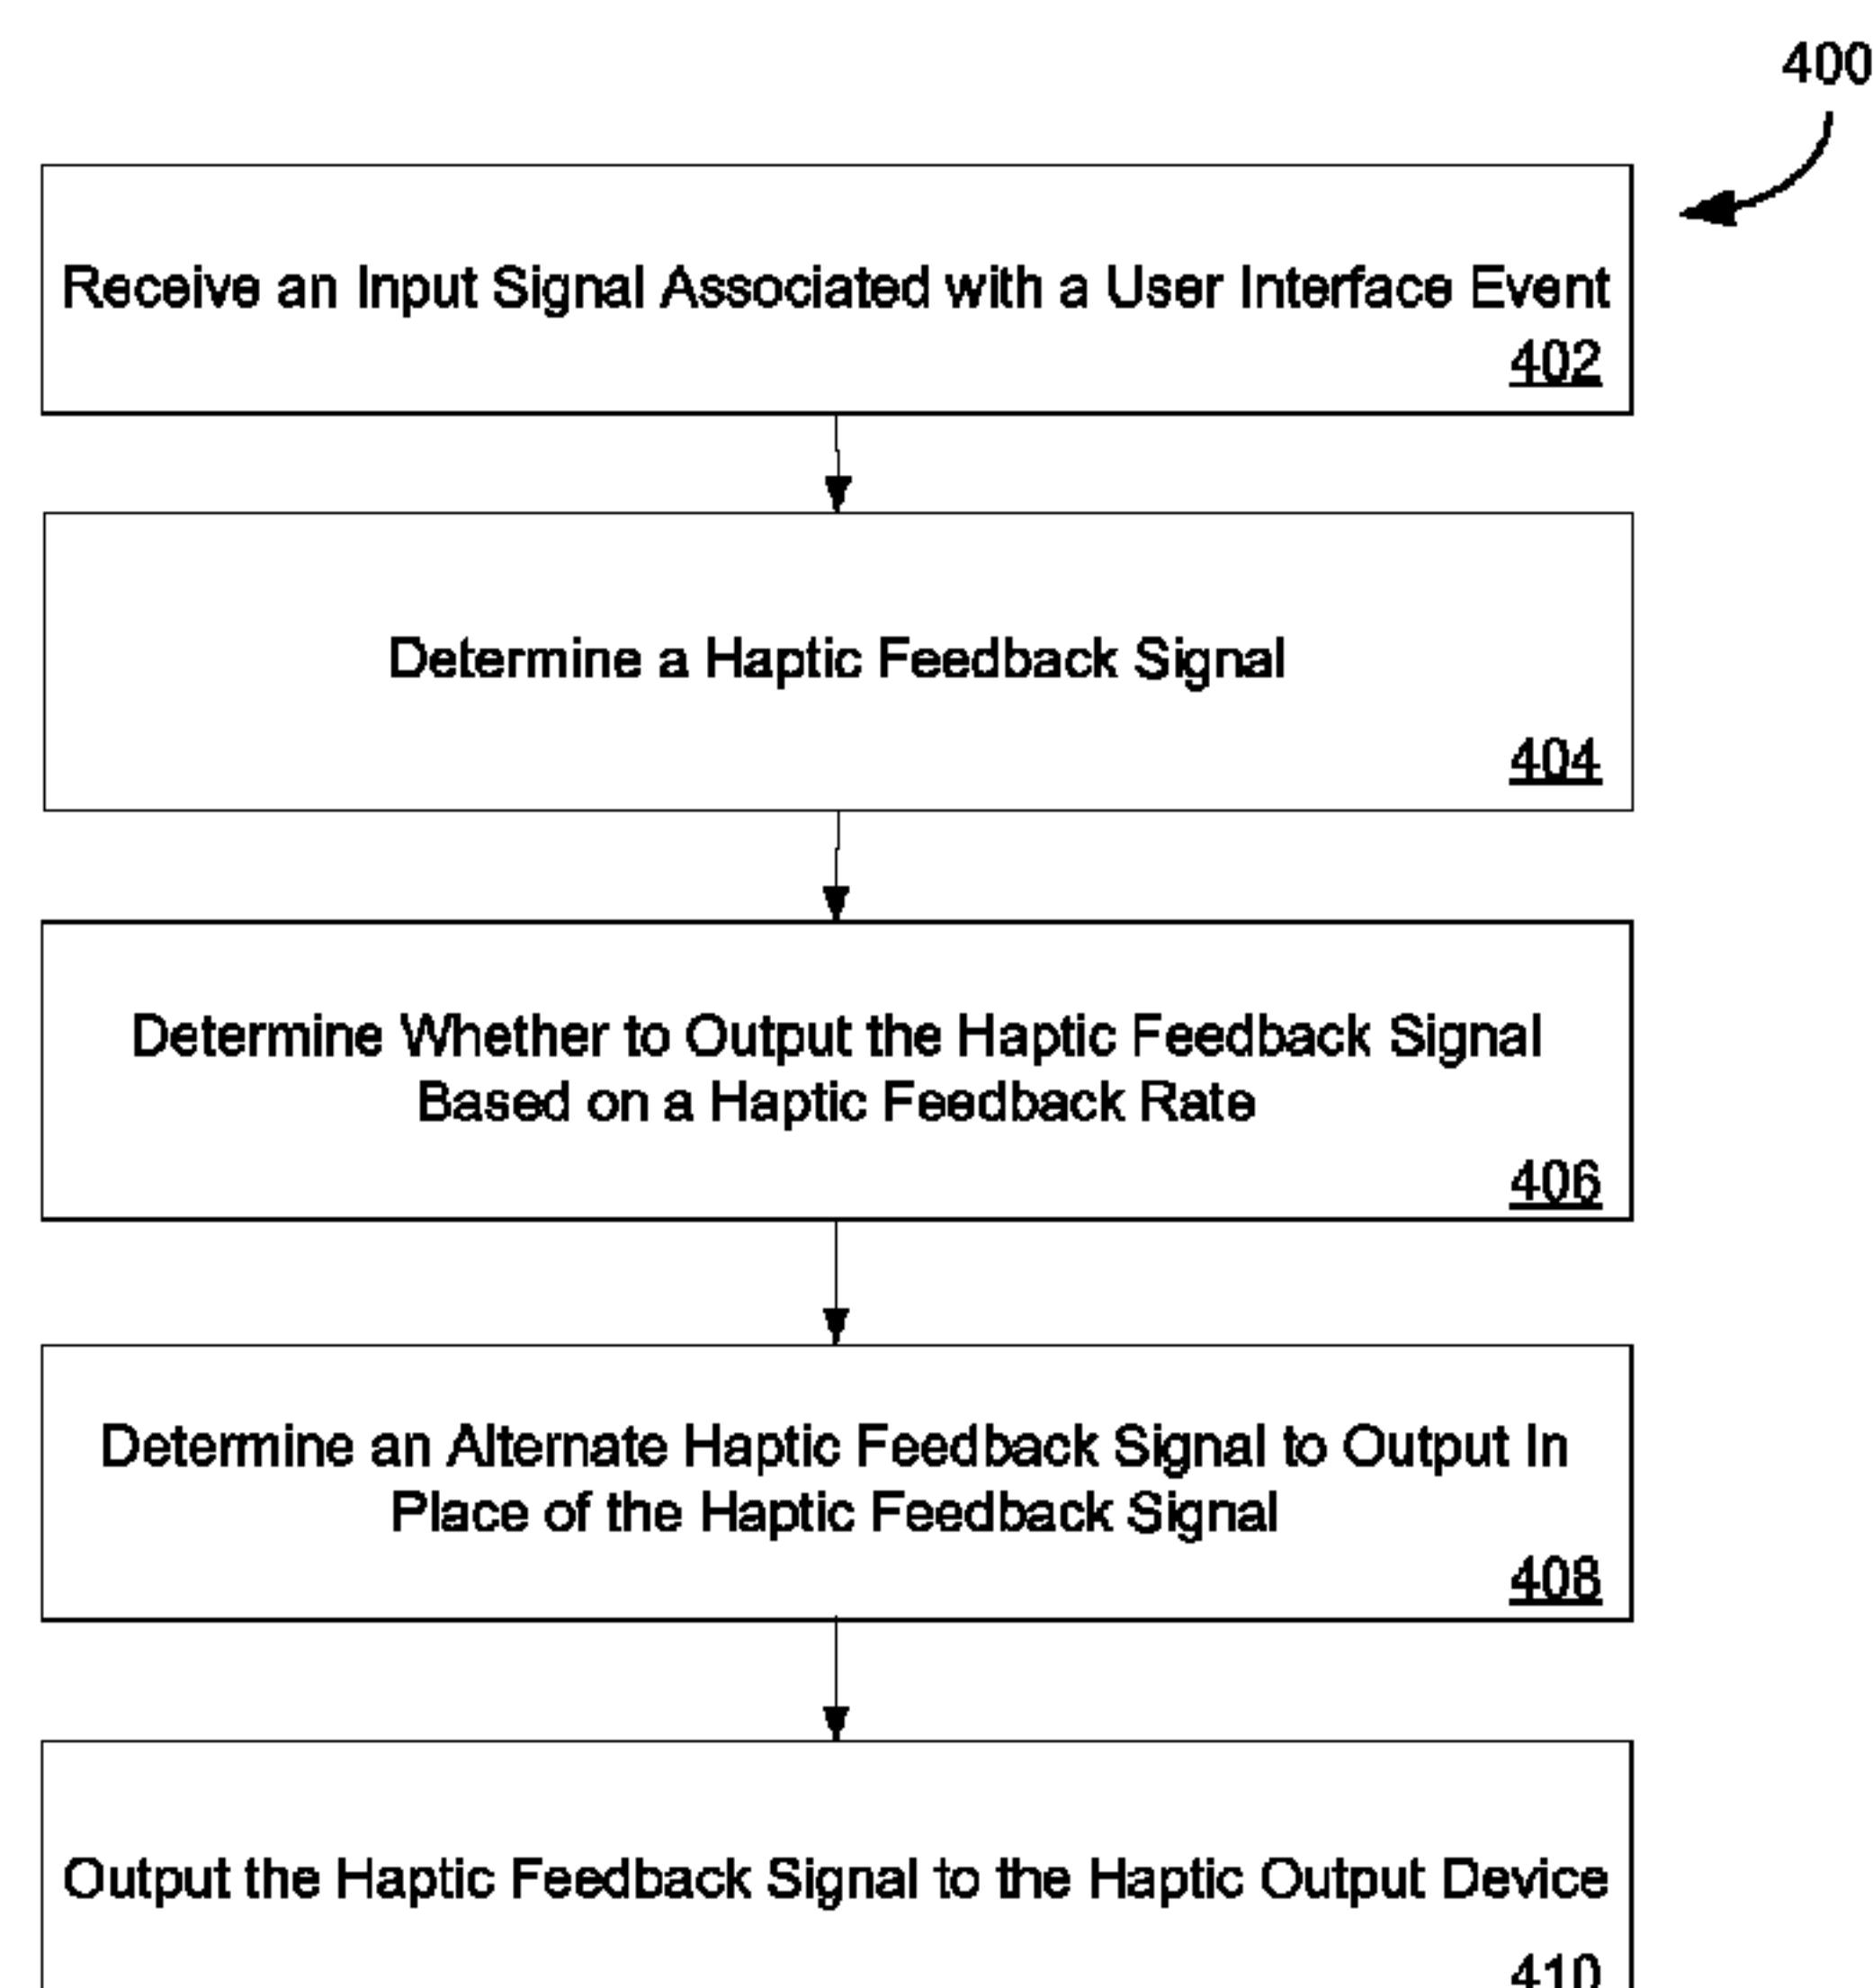 400
Receive an Input Signal Associated with a User Interface Event
402
Determine a Haptic Feedback Signal
404
Determine Whether to Output the Haptic Feedback Signal
Based on a Haptic Feedback Rate
406
Determine an Alternate Haptic Feedback Signal to Output In
Place of the Haptic Feedback Signal
408
Output the Haptic Feedback Signal to the Haptic Output Device
410